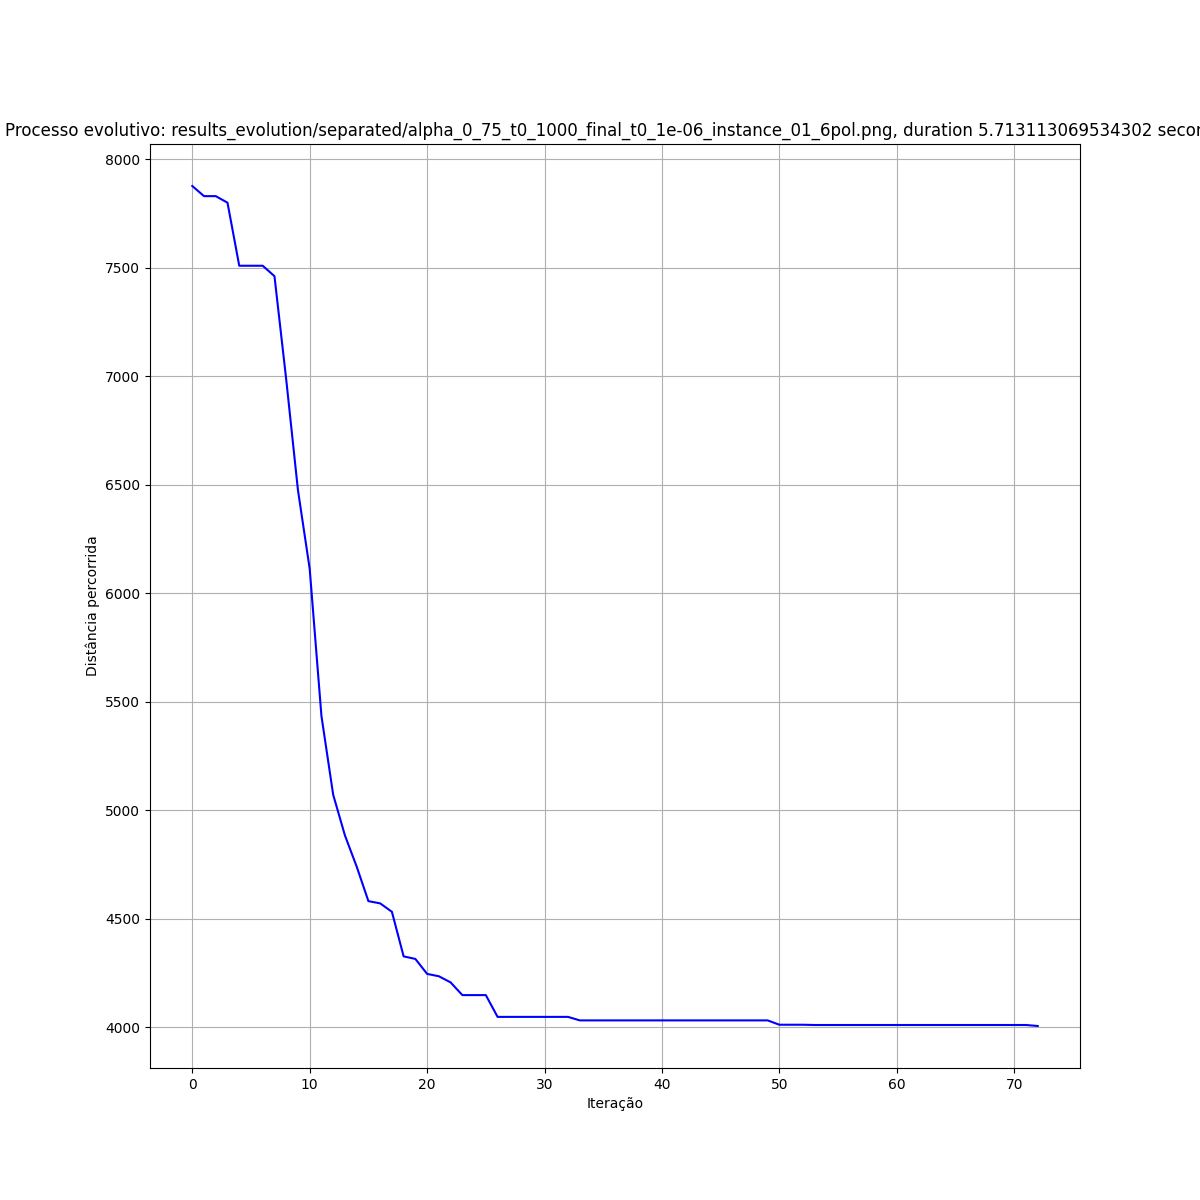 Processo evolutivo: results_evolution/separated/alpha_0_75_t0_1000_final_t0_1e-06_instance_01_6pol.png, duration 5.713113069534302 secor
8000
7500
7000
6500
6000
5500
5000
4500
4000
Distância percorrida
0 10 20 30 40 50 60 70
Iteração